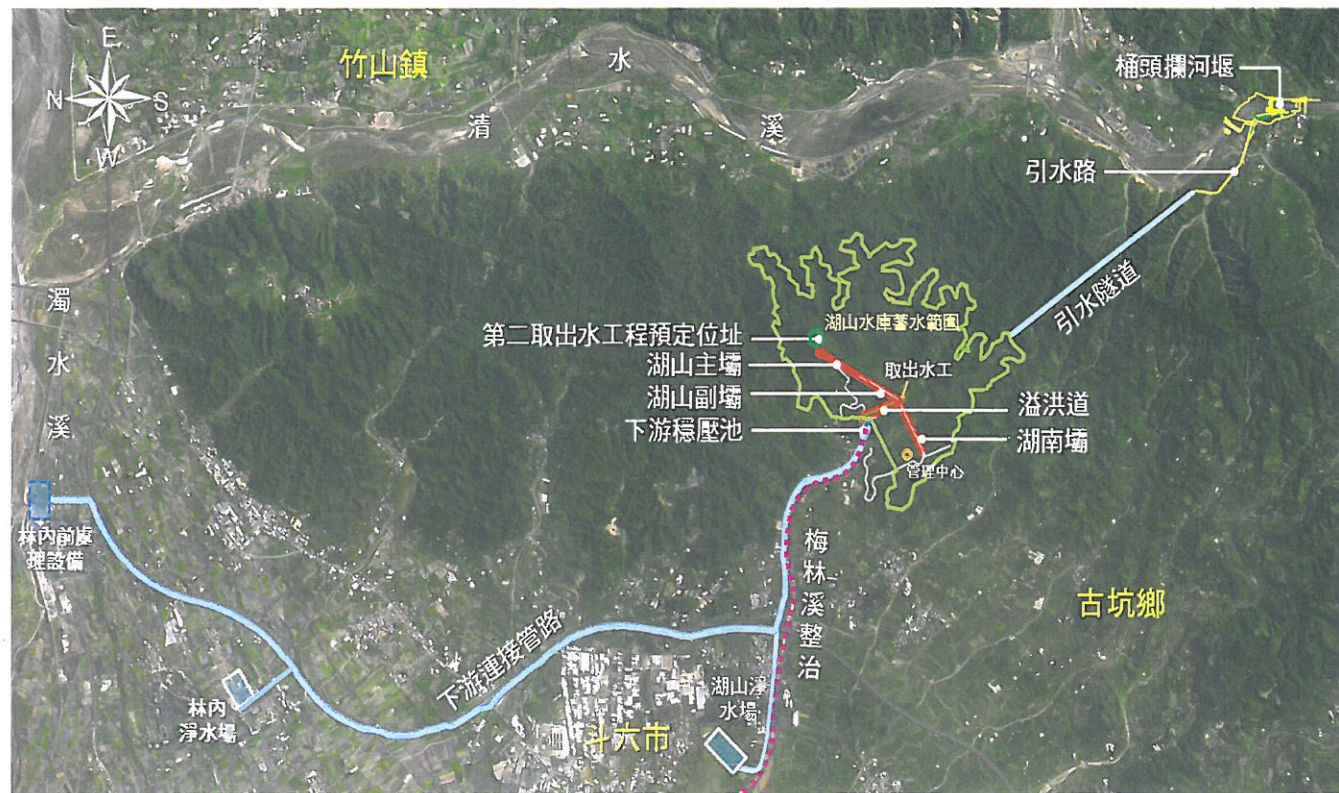 E
N
S
W
竹山鎮
清
水
溪
桶頭攔河堰
引水路
引水隧道
濁水溪
湖山水庫蓄水範圍
第二取出水工程預定位址
湖山主壩
湖山副壩
下游穩壓池
取出水工
溢洪道
湖南壩
管理中心
林內前處
理設備
梅林溪整治
古坑鄉
下游連接管路
林內
淨水場
湖山淨
水場
斗六市